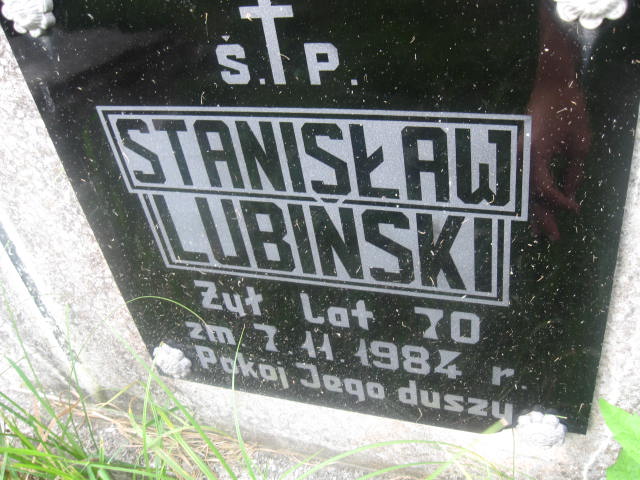 Ś. P.
STANISŁAW
LUBIŃSKI
Żył Lat 70
zm 7.11.1984 r.
Pokój Jego duszy